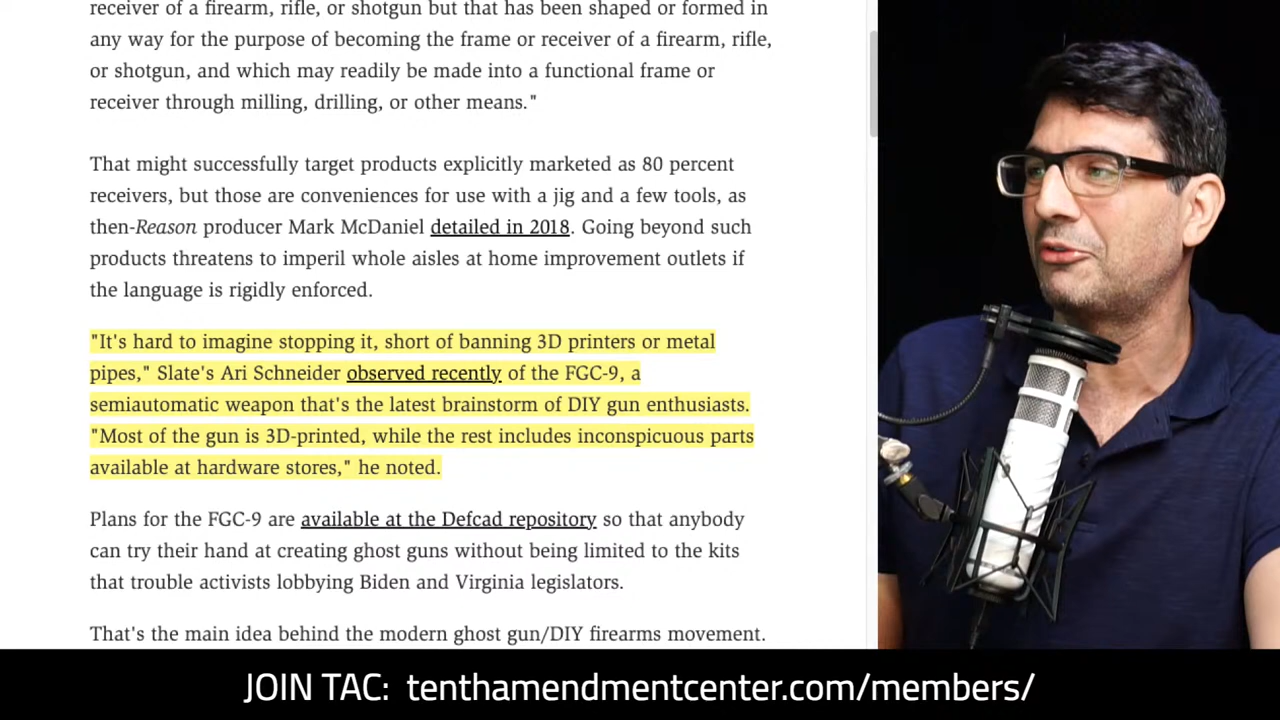 receiver of a firearm, rifle, or shotgun but that has been shaped or formed in
any way for the purpose of becoming the frame or receiver of a firearm, rifle,
or shotgun, and which may readily be made into a functional frame or
receiver through milling, drilling, or other means."
That might successfully target products explicitly marketed as 80 percent
receivers, but those are conveniences for use with a jig and a few tools, as
then-Reason producer Mark McDaniel detailed in 2018. Going beyond such
products threatens to imperil whole aisles at home improvement outlets if
the language is rigidly enforced.
"It's hard to imagine stopping it, short of banning 3D printers or metal
pipes," Slate's Ari Schneider observed recently of the FGC-9, a
semiautomatic weapon that's the latest brainstorm of DIY gun enthusiasts.
"Most of the gun is 3D-printed, while the rest includes inconspicuous parts
available at hardware stores," he noted.
Plans for the FGC-9 are available at the Defcad repository so that anybody
can try their hand at creating ghost guns without being limited to the kits
that trouble activists lobbying Biden and Virginia legislators.
That's the main idea behind the modern ghost gun/DIY firearms movement.
JOIN TAC: tenthamendmentcenter.com/members/